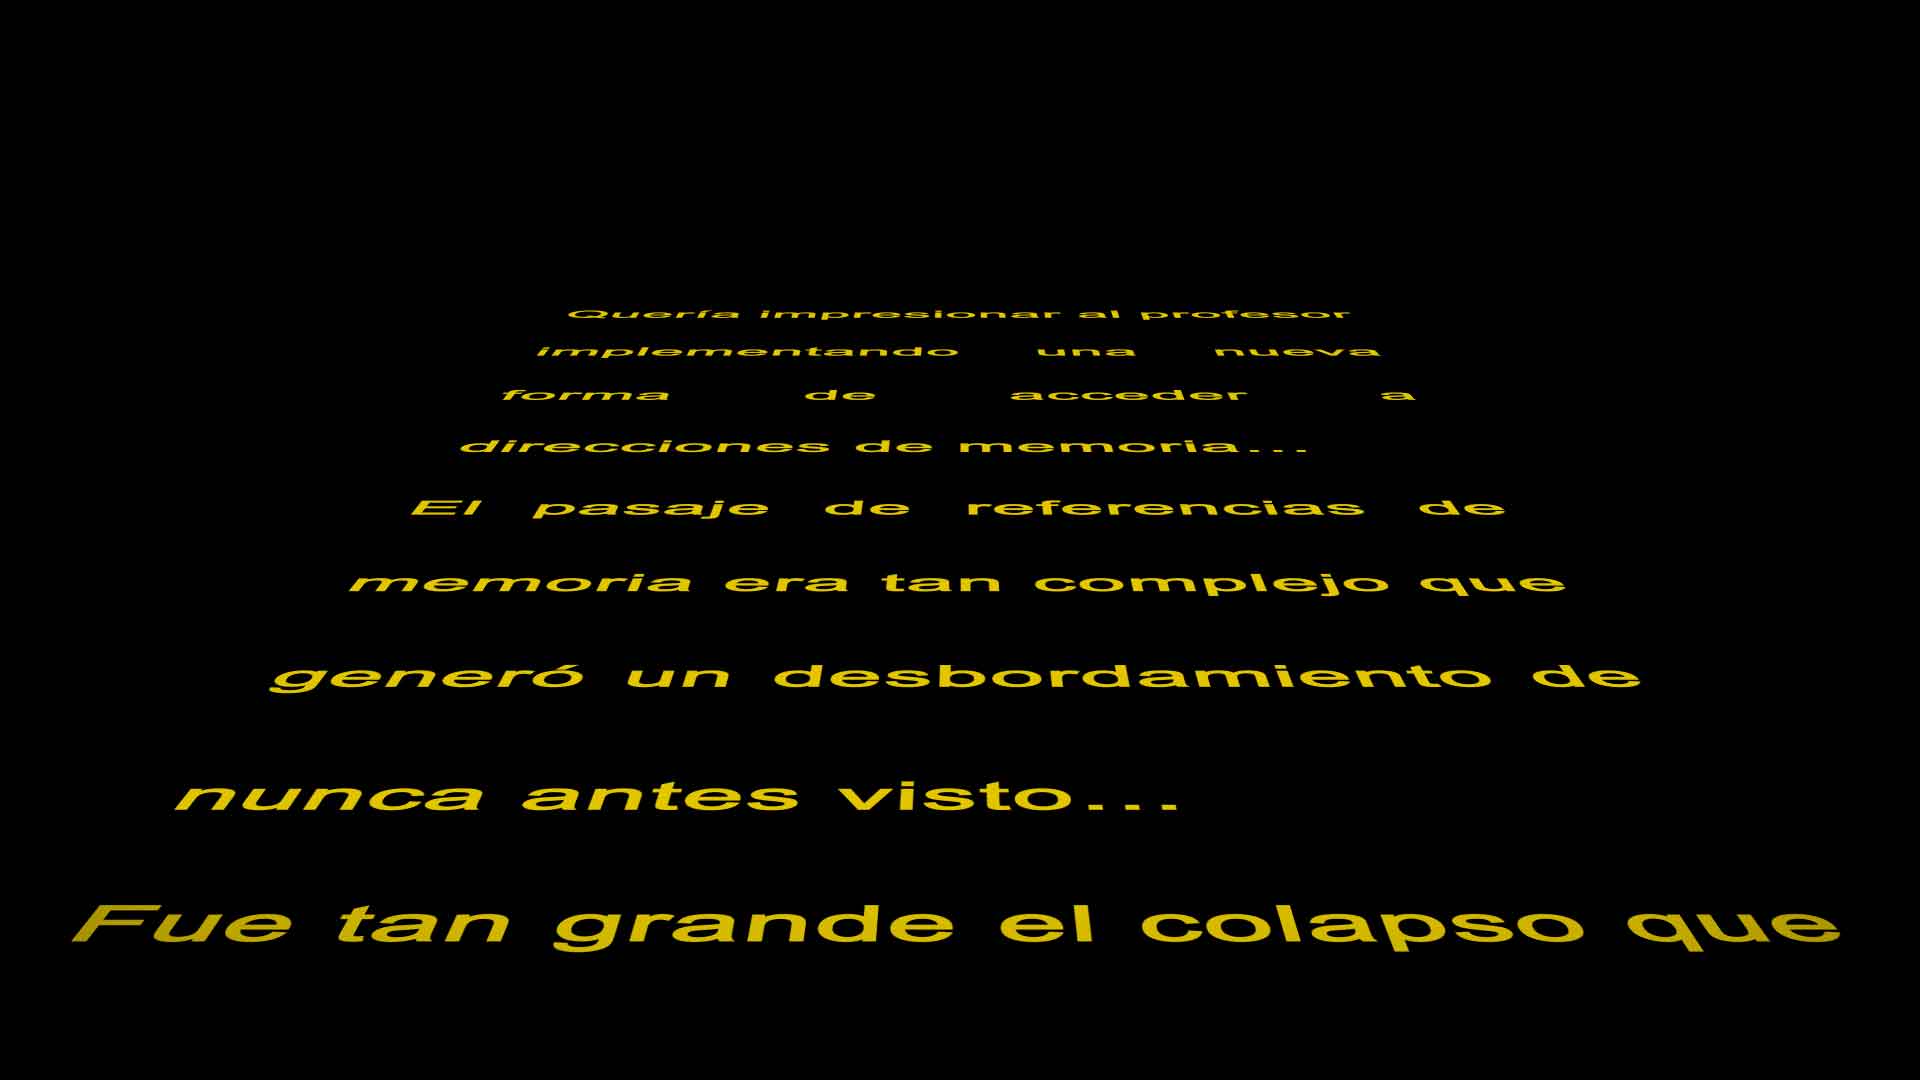 Quería impresionar al profesor
implementando una nueva
forma de acceder a
direcciones de memoria...
El pasaje de referencias de
memoria era tan complejo que
generó un desbordamiento de
nunca antes visto...
Fue tan grande el colapso que